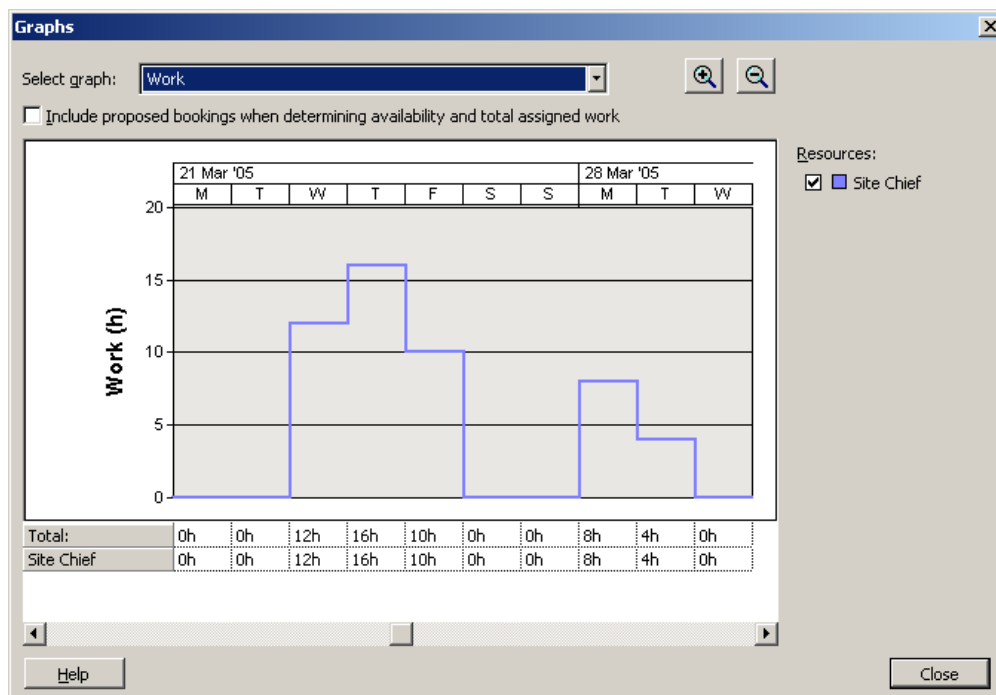 Graphs
Select graph: Work
Include proposed bookings when determining availability and total assigned work
Resources:
Site Chief
21 Mar '05 28 Mar '05
M T W T F S S M T W
20
15
10
5
0
Work (h)
Total: 0h 0h 12h 16h 10h 0h 0h 8h 4h 0h
Site Chief 0h 0h 12h 16h 10h 0h 0h 8h 4h 0h
Help Close